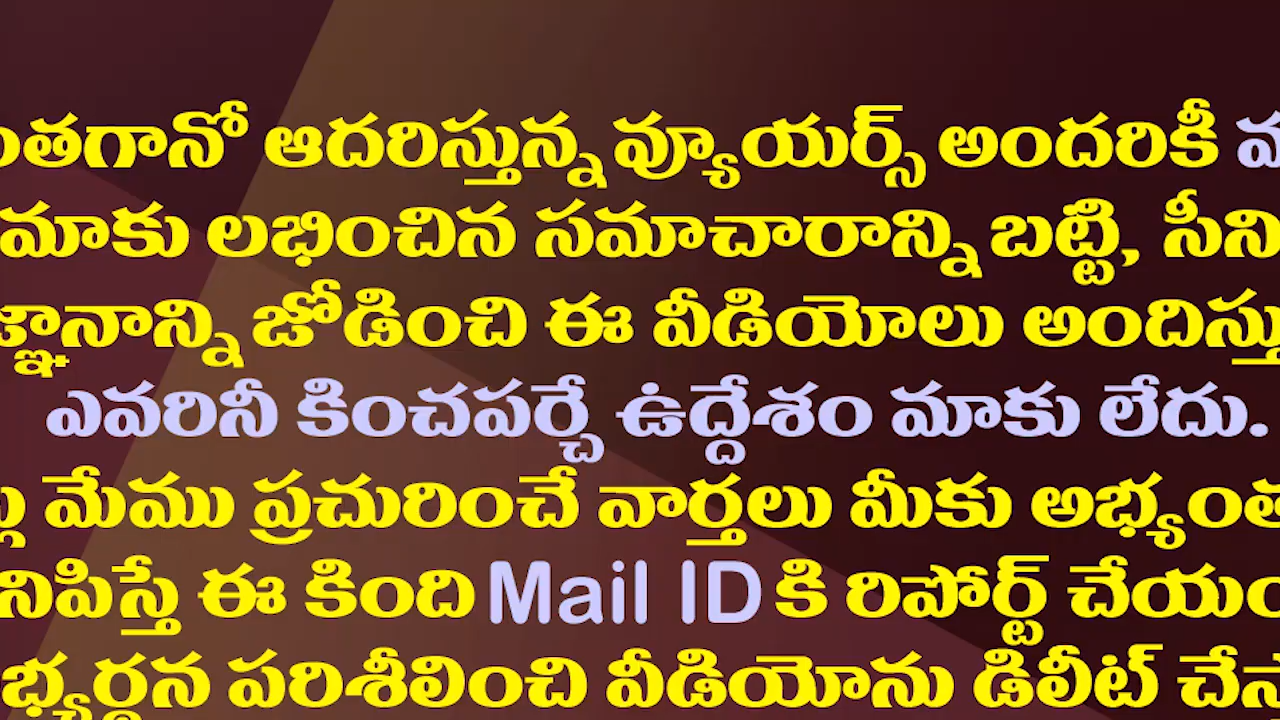 ఆదరిస్తున్న వ్యూయర్స్ అందరికీ
మాకు లభించిన సమాచారాన్ని బట్టి,
జోడించి ఈ వీడియోలు
ఎవరినీ కించపర్చే ఉద్దేశం మాకు లేదు.
మేము ప్రచురించే వార్తలు మీకు
ఈ కింది Mail ID కి రిపోర్ట్
పరిశీలించి వీడియోను డిలీట్